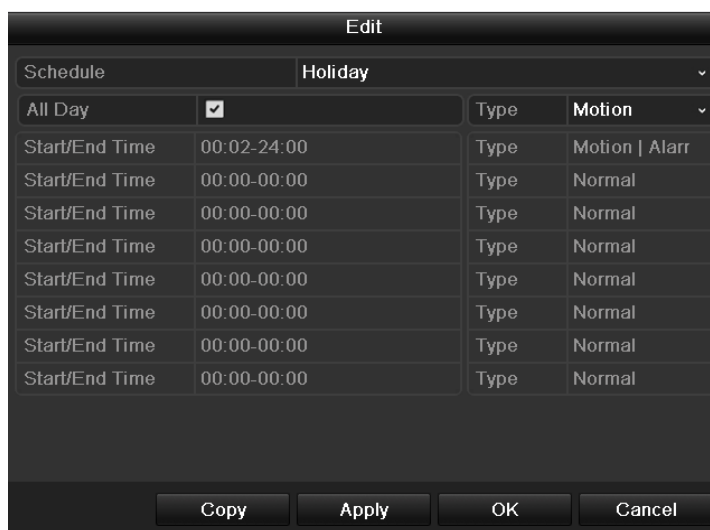 Edit
Schedule Holiday
All Day Type Motion
Start/End Time 00:02-24:00 Type Motion | Alarr
Start/End Time 00:00-00:00 Type Normal
Start/End Time 00:00-00:00 Type Normal
Start/End Time 00:00-00:00 Type Normal
Start/End Time 00:00-00:00 Type Normal
Start/End Time 00:00-00:00 Type Normal
Start/End Time 00:00-00:00 Type Normal
Start/End Time 00:00-00:00 Type Normal
Copy Apply OK Cancel